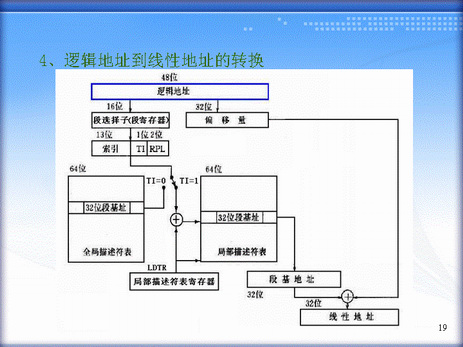 4、逻辑地址到线性地址的转换
48位
逻辑地址
16位 32位
段选择子(段寄存器) 偏移量
13位 1位 2位
索引 TI RPL
64位 TI=0 TI=1 64位
32位段基址 32位段基址
全局描述符表 局部描述符表
LDTR
局部描述符表寄存器 段基地址
32位 32位
线性地址
19